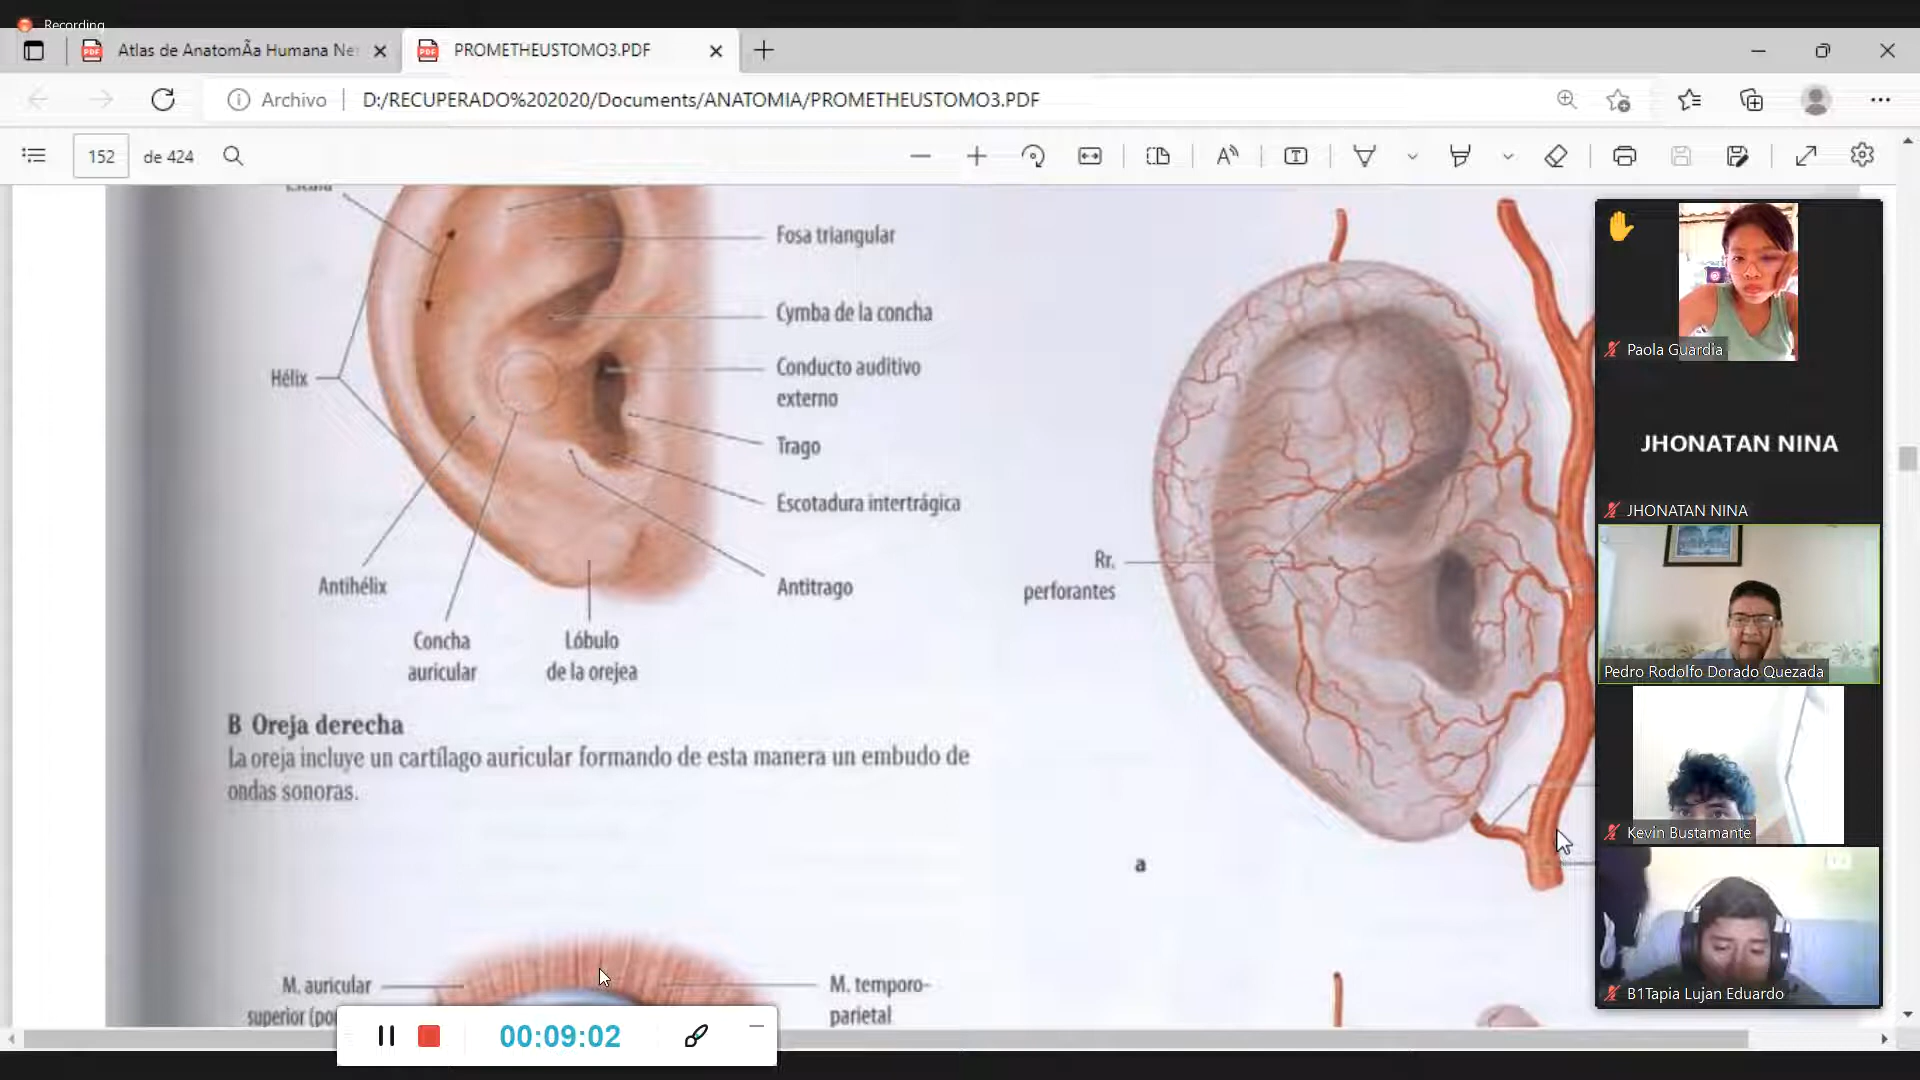 Recording
Atlas de AnatomÃa Humana Ne
PROMETHEUSTOMO3.PDF
Archivo
D:/RECUPERADO%202020/Documents/ANATOMIA/PROMETHEUSTOMO3.PDF
152 de 424
Fosa triangular
Cymba de la concha
Conducto auditivo
externo
Trago
Escotadura intertrágica
Antitrago
Hélix
Antihélix
Concha
auricular
Lóbulo
de la orejea
B Oreja derecha
La oreja incluye un cartílago auricular formando de esta manera un embudo de
ondas sonoras.
M. auricular
superior (por
M. temporo-
parietal
Rr.
perforantes
a
00:09:02
Paola Guardia
JHONATAN NINA
JHONATAN NINA
Pedro Rodolfo Dorado Quezada
Kevin Bustamante
B1Tapia Lujan Eduardo